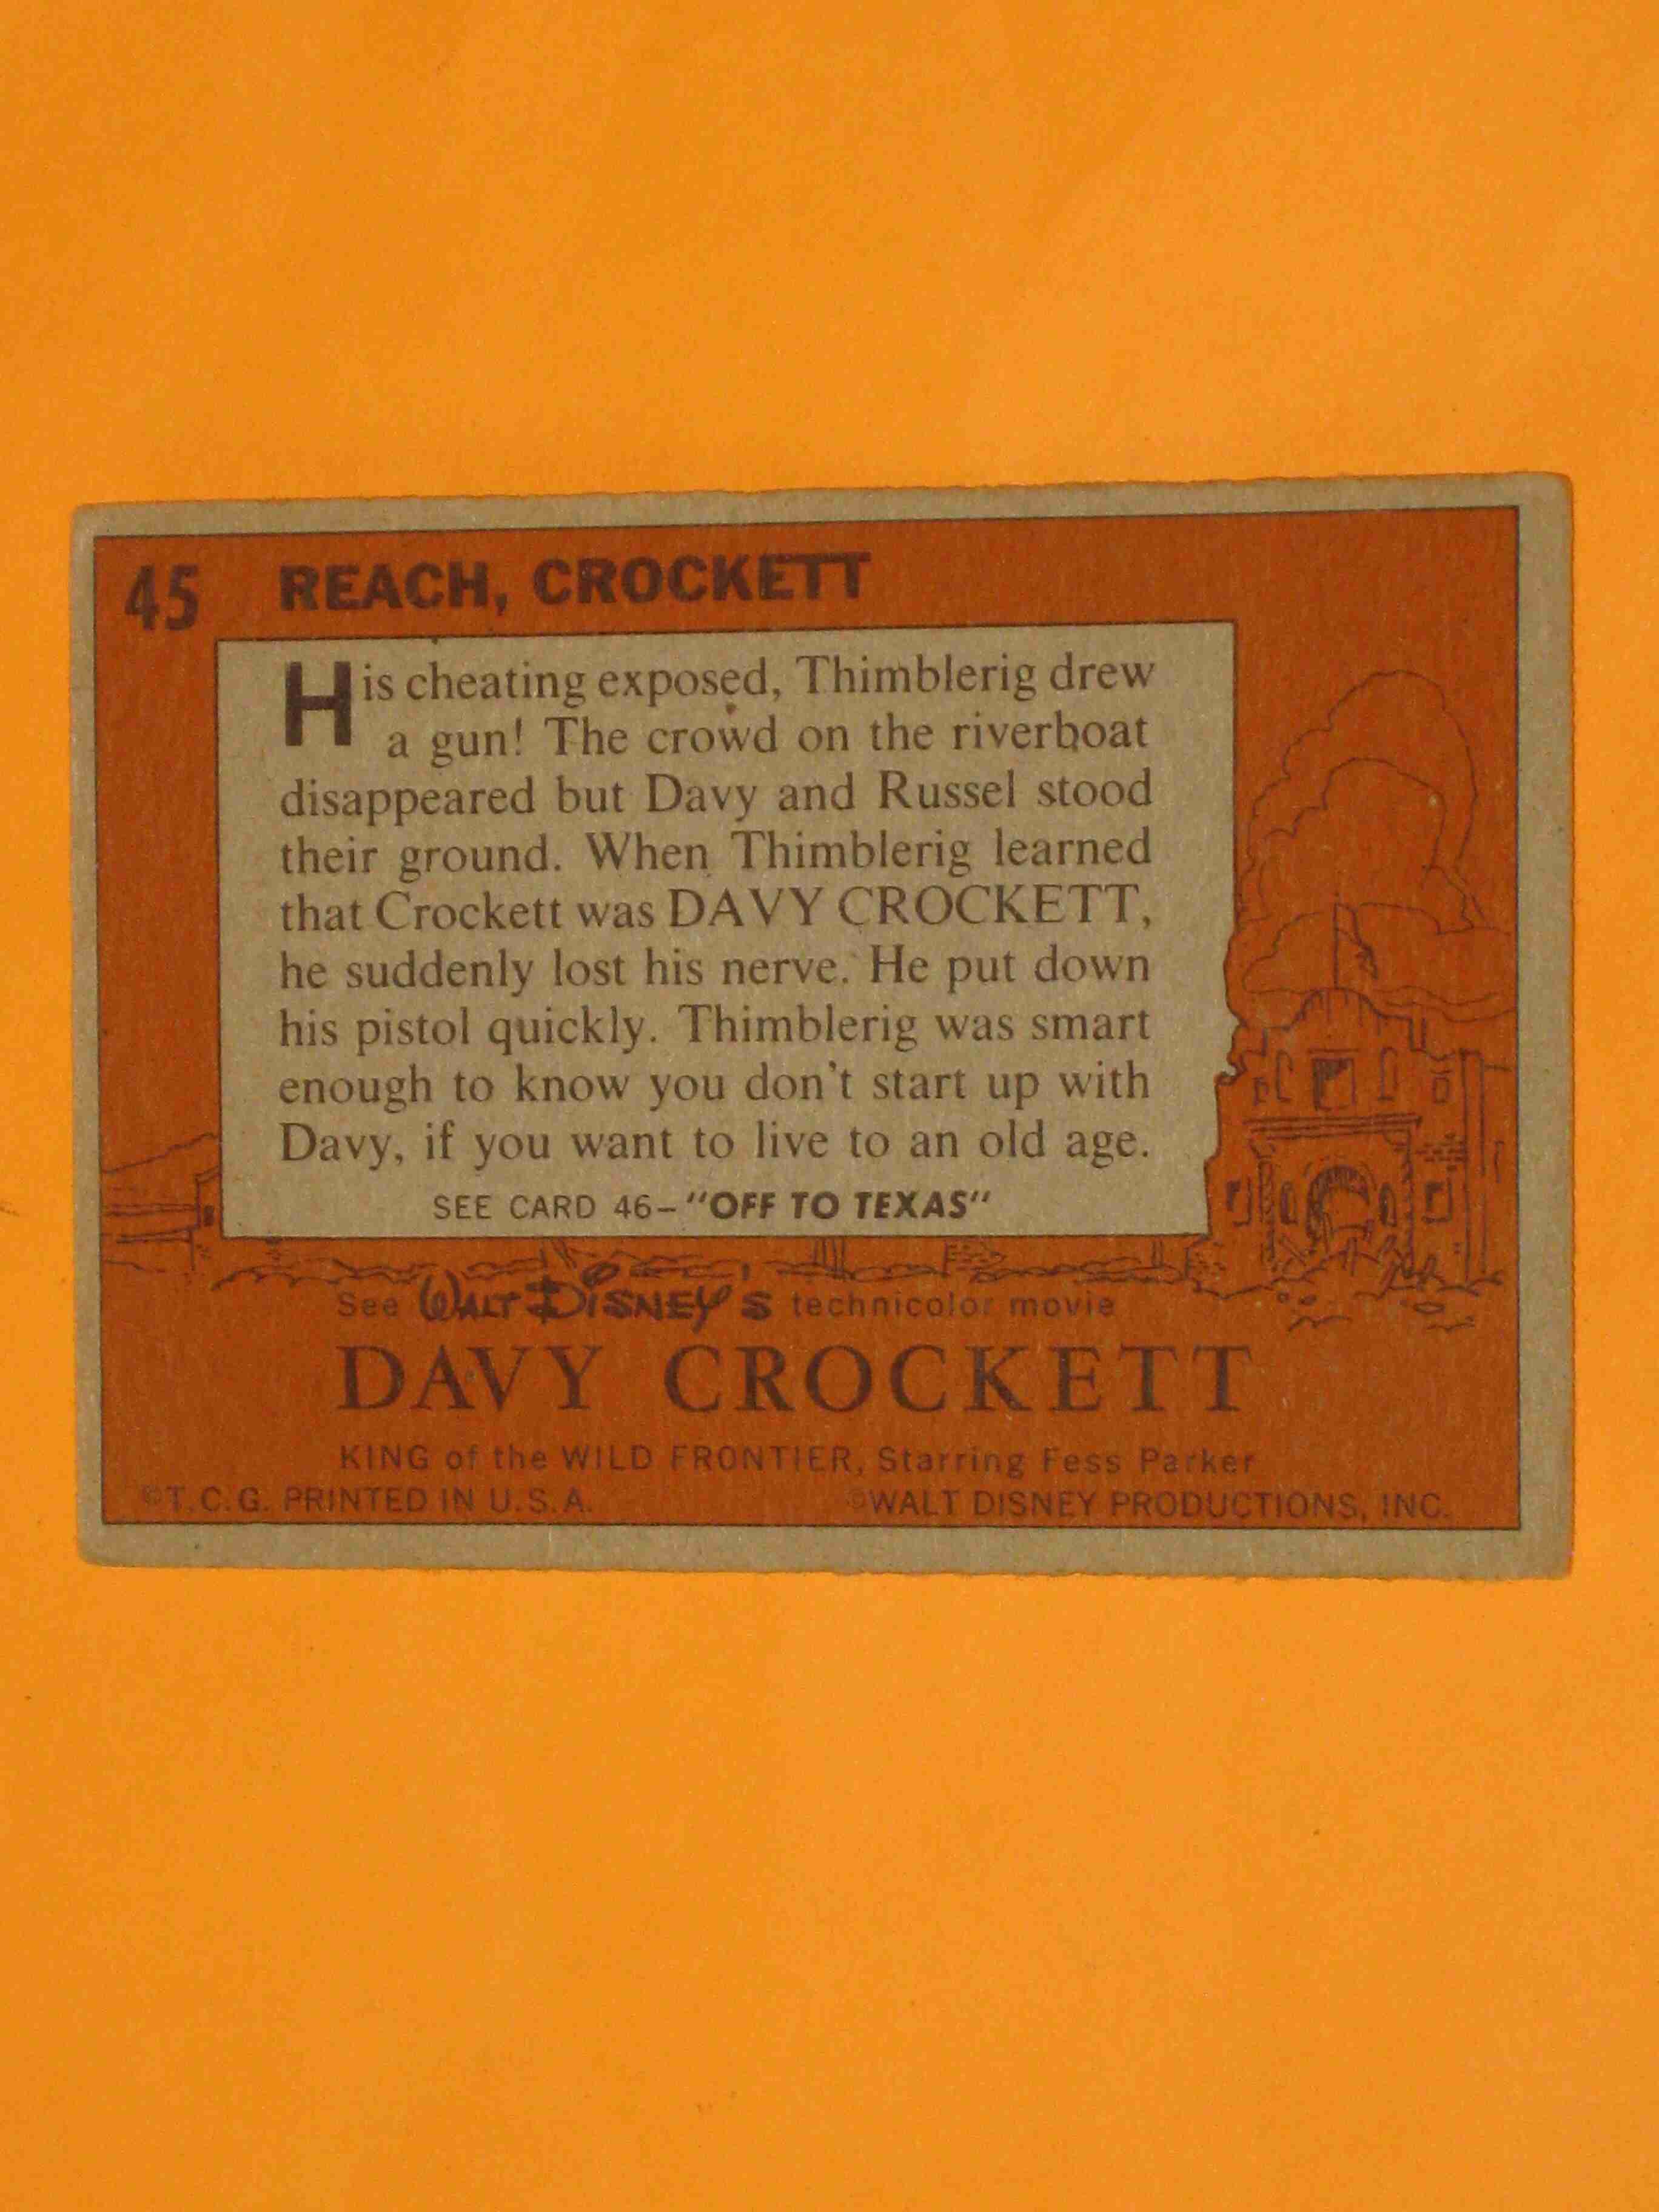 45 REACH, CROCKETT
His cheating exposed, Thimblerig drew
a gun! The crowd on the riverboat
disappeared but Davy and Russel stood
their ground. When Thimblerig learned
that Crockett was DAVY CROCKETT,
he suddenly lost his nerve. He put down
his pistol quickly. Thimblerig was smart
enough to know you don't start up with
Davy, if you want to live to an old age.
SEE CARD 46–"OFF TO TEXAS"
See WALT DISNEY'S technicolor movie
DAVY CROCKETT
KING of the WILD FRONTIER, Starring Fess Parker
©T.C.G. PRINTED IN U.S.A. ©WALT DISNEY PRODUCTIONS, INC.